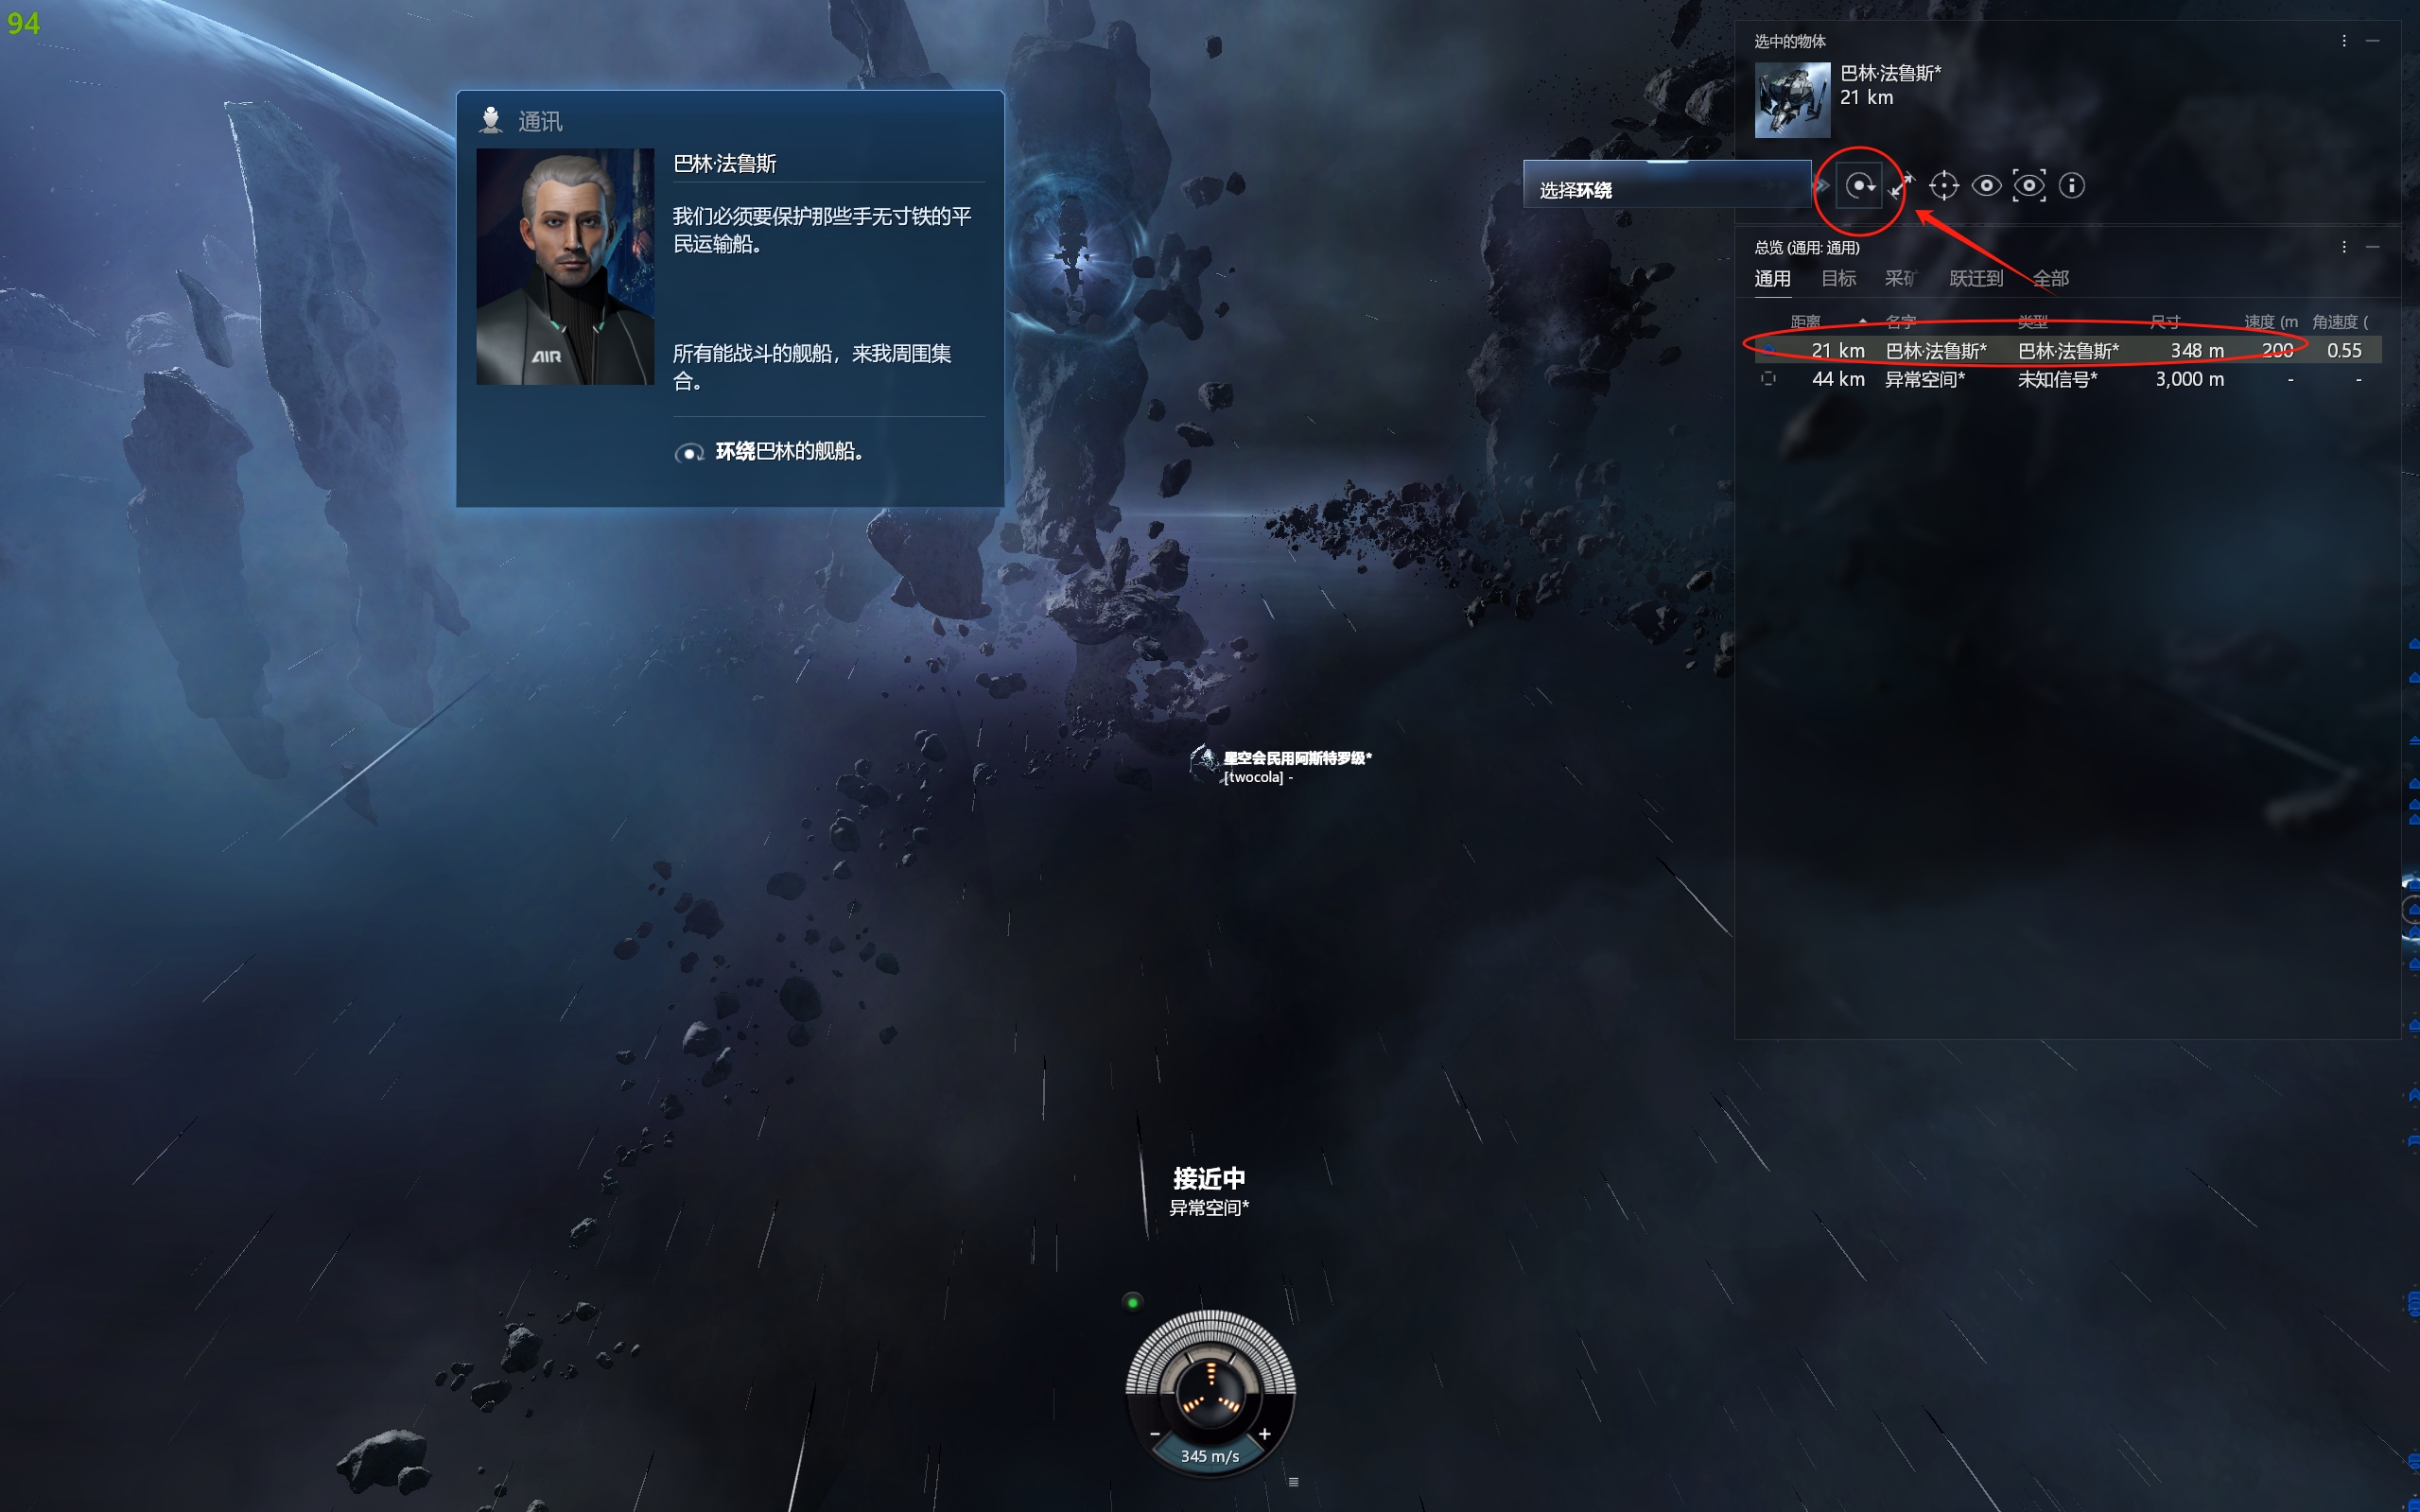 94
通讯
巴林·法鲁斯
我们必须要保护那些手无寸铁的平
民运输船。
所有能战斗的舰船，来我周围集
合。
环绕巴林的舰船。
AIR
选中的物体
巴林·法鲁斯*
21 km
选择环绕
总览 (通用: 通用)
通用 目标 采矿 跃迁到 全部
距离 名字 类型 尺寸 速度 (m 角速度 (
21 km 巴林·法鲁斯* 巴林·法鲁斯* 348 m 200 0.55
44 km 异常空间* 未知信号* 3,000 m - -
星空会民用阿斯特罗级*
[twocola] -
接近中
异常空间*
345 m/s